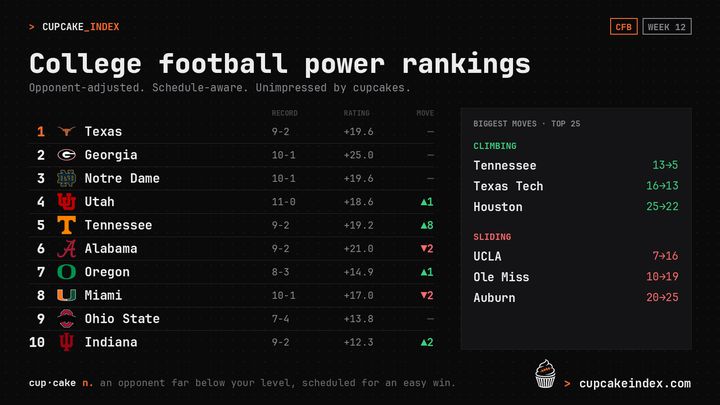 > CUPCAKE_INDEX
CFB WEEK 12
College football power rankings
Opponent-adjusted. Schedule-aware. Unimpressed by cupcakes.
RECORD RATING MOVE
1 Texas 9-2 +19.6 —
2 Georgia 10-1 +25.0 —
3 Notre Dame 10-1 +19.6 —
4 Utah 11-0 +18.6 ▲1
5 Tennessee 9-2 +19.2 ▲8
6 Alabama 9-2 +21.0 ▼2
7 Oregon 8-3 +14.9 ▲1
8 Miami 10-1 +17.0 ▼2
9 Ohio State 7-4 +13.8 —
10 Indiana 9-2 +12.3 ▲2
BIGGEST MOVES · TOP 25
CLIMBING
Tennessee 13→5
Texas Tech 16→13
Houston 25→22
SLIDING
UCLA 7→16
Ole Miss 10→19
Auburn 20→25
cup·cake n. an opponent far below your level, scheduled for an easy win.
> cupcakeindex.com